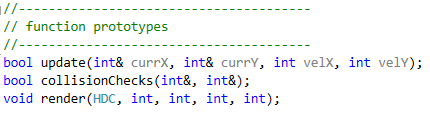 //-------------------------------------
// function prototypes
//-------------------------------------
bool update(int& currX, int& currY, int velX, int velY);
bool collisionChecks(int&, int&);
void render(HDC, int, int, int, int);